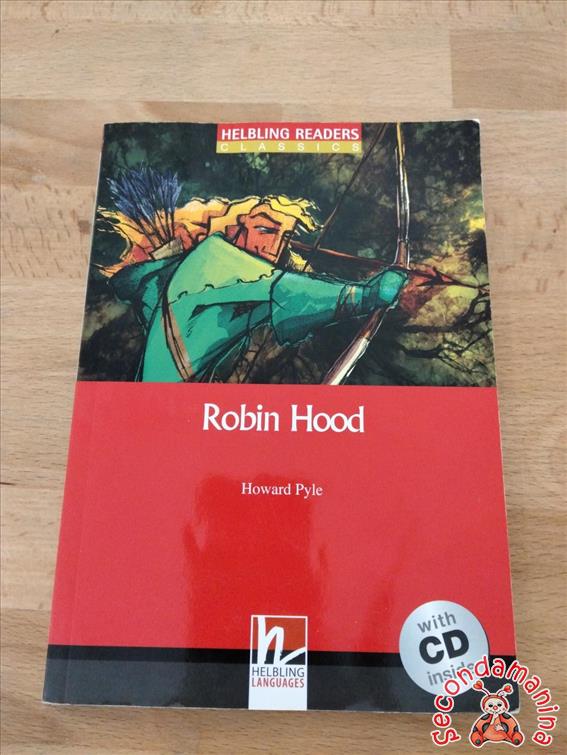 HELBLING READERS
CLASSICS
Robin Hood
Howard Pyle
HELBLING
LANGUAGES
with
CD
inside
Secondamanina